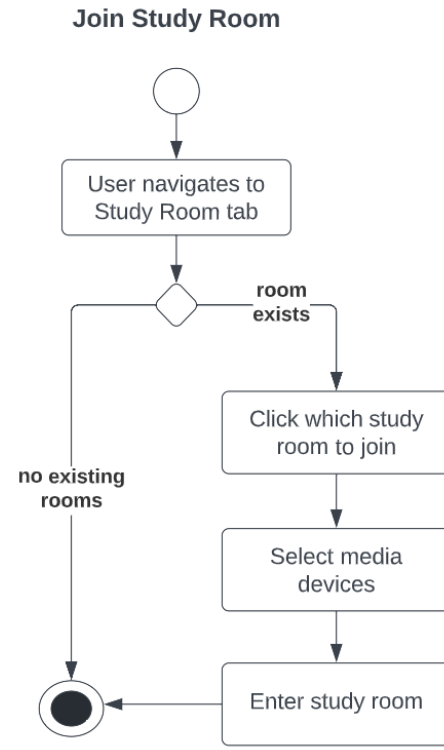 Join Study Room
User navigates to
Study Room tab
room
exists
Click which study
room to join
no existing
rooms
Select media
devices
Enter study room